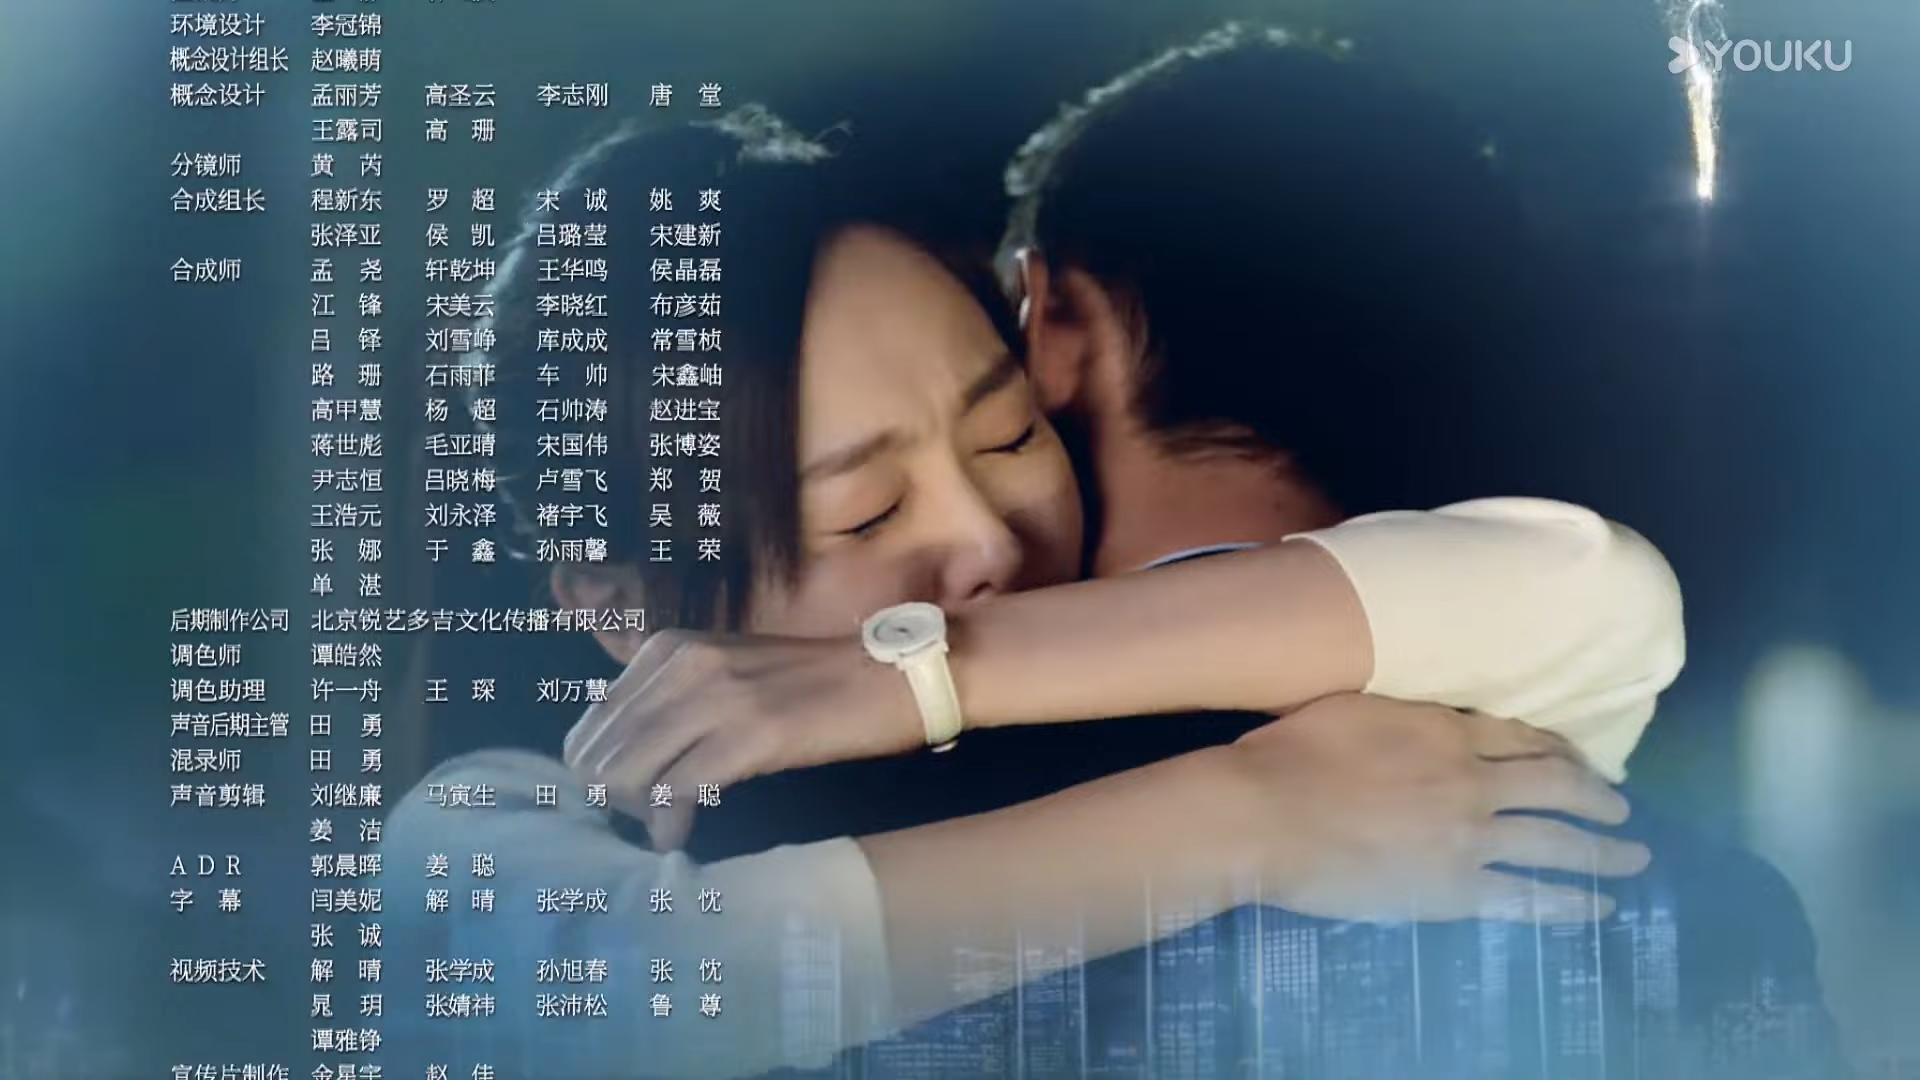 环境设计 李冠锦
YOUKU
概念设计组长 赵曦萌
概念设计 孟丽芳 高圣云 李志刚 唐 堂
王露司 高 珊
分镜师 黄 芮
合成组长 程新东 罗 超 宋 诚 姚 爽
张泽亚 侯 凯 吕璐莹 宋建新
合成师 孟 尧 轩乾坤 王华鸣 侯晶磊
江 锋 宋美云 李晓红 布彦茹
吕 铎 刘雪峥 库成成 常雪桢
路 珊 石雨菲 车 帅 宋鑫岫
高甲慧 杨 超 石帅涛 赵进宝
蒋世彪 毛亚晴 宋国伟 张博姿
尹志恒 吕晓梅 卢雪飞 郑 贺
王浩元 刘永泽 褚宇飞 吴 薇
张 娜 于 鑫 孙雨馨 王 荣
单 湛
后期制作公司 北京锐艺多吉文化传播有限公司
调色师 谭皓然
调色助理 许一舟 王 琛 刘万慧
声音后期主管 田 勇
混录师 田 勇
声音剪辑 刘继廉 马寅生 田 勇 姜 聪
姜 洁
ADR 郭晨晖 姜 聪
字 幕 闫美妮 解 晴 张学成 张 忱
张 诚
视频技术 解 晴 张学成 孙旭春 张 忱
晁 玥 张婧祎 张沛松 鲁 尊
谭雅铮
宣传片制作 金星宇 赵 佳